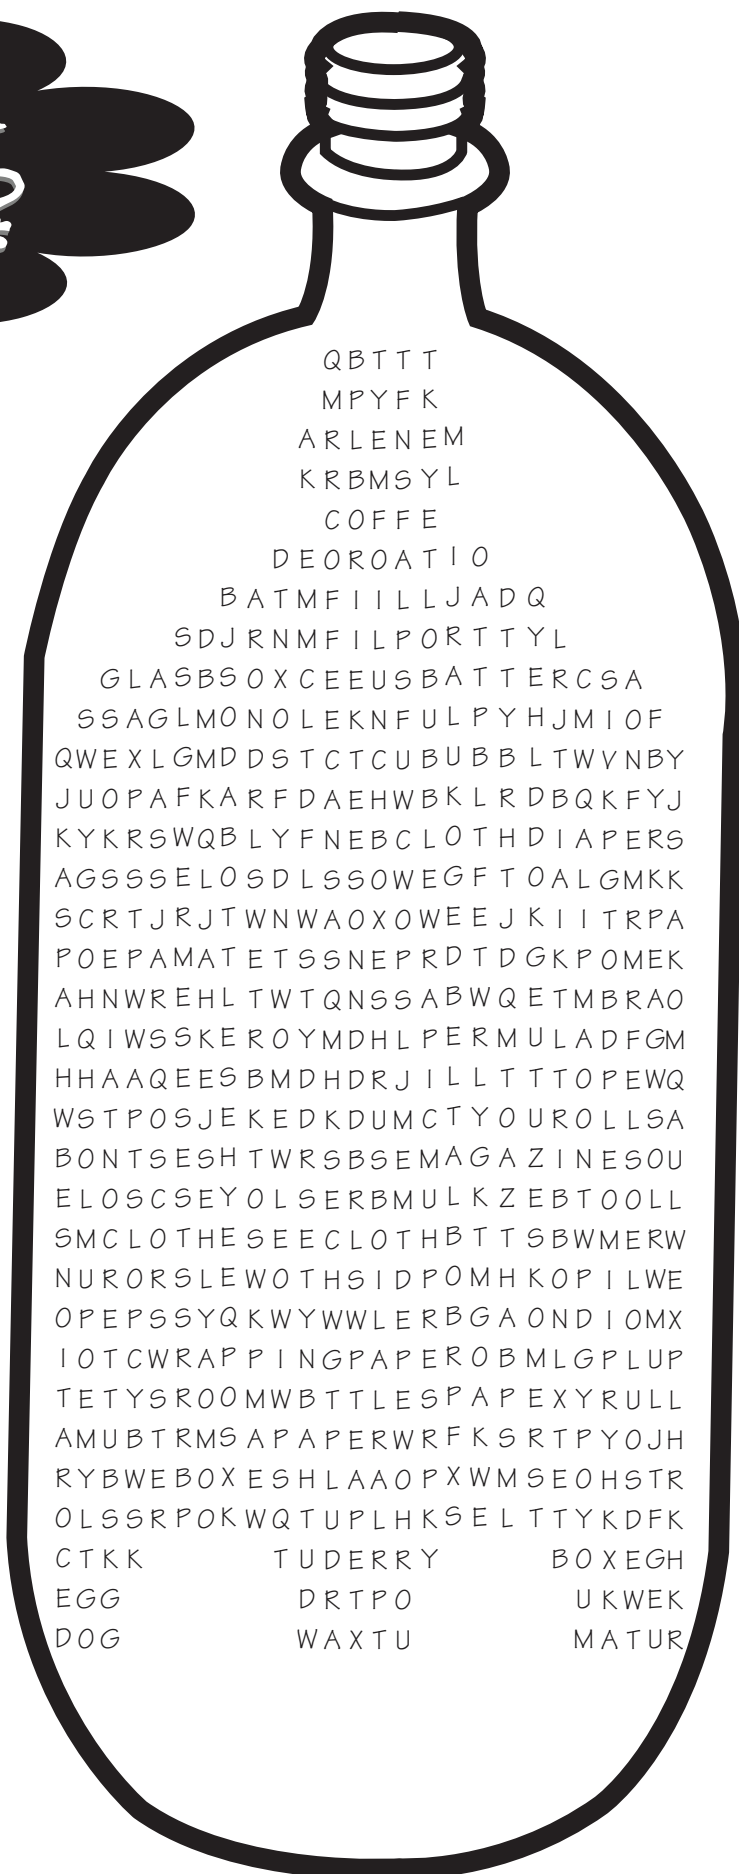 QBTTT
MPYFK
ARLENEM
KRBMSYL
COFFE
DEOROATIO
BATMFIILLJADQ
SDJRNMFILPORTTYL
GLASBSOXCEEUSBATTERCSA
SSAGLMONOLEKNFULPYHJMIOF
QWEXLGMDDSTCTCUBUBBLTWVNBY
JUOPAFKARFDAEHWBKLRDBQKFYJ
KYKRSWQBLYFNEBCLOTHDIAPERS
AGSSSELOSDLSSOWEGFTOALGMKK
SCRTJRJTWNWAOXOWEEJKIITRPA
POEPAMATETSSNEPRDTDGKPOMEK
AHNWREHLTWTQNSSABWQETMBRAO
LQIWSSKEROYMDHLPERMULADFGM
HHAAQEESBMDHDRJILLTTTOPEWQ
WSTPOSJEKEDKDUMCTYOUROLLSA
BONTSESHTWRSBSEMAGAZINESOU
ELOSCSEYOLSERBMULKZEBTOOLL
SMCLOTHESEECLOTHBTTSBWMERW
NURORSLEWOTHSIDPOMHKOPILWE
OPEPSSYQKWYWWLERBGAONDIOMX
IOTCWRAPPINGPAPEROBMLGPLUP
TETYSROOMWBTTLESPAPEXYRULL
AMUBTRMSAPAPERWRFKSRTPYOJH
RYBWEBOXESHLAAOPXWMSEOHSTR
OLSSRPOKWQTUPLHKSELTTYKDFK
CTKK TUDERRY BOXEGH
EGG DRTPO UKWEK
DOG WAXTU MATUR